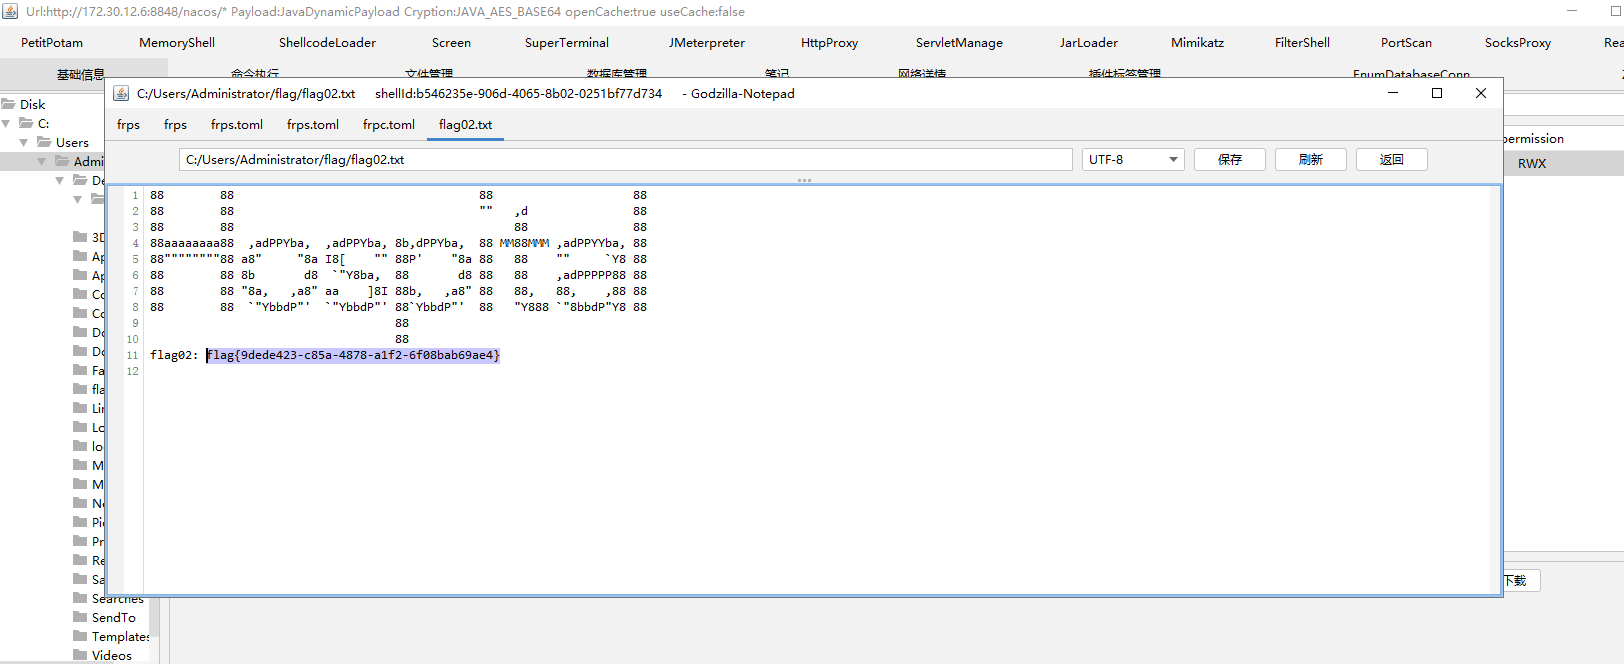 Url:http://172.30.12.6:8848/nacos/* Payload:JavaDynamicPayload Cryption:JAVA_AES_BASE64 openCache:true useCache:false
PetitPotam MemoryShell ShellcodeLoader Screen SuperTerminal JMeterpreter HttpProxy ServletManage JarLoader Mimikatz FilterShell PortScan SocksProxy Rea
基础信息 命令执行 文件管理 数据库管理 笔记 网络详情 插件标签管理 EnumDatabaseConn
C:/Users/Administrator/flag/flag02.txt shellId:b546235e-906d-4065-8b02-0251bf77d734 - Godzilla-Notepad
frps frps frps.toml frps.toml frpc.toml flag02.txt
C:/Users/Administrator/flag/flag02.txt UTF-8 保存 刷新 返回
Disk
C:
Users
Admi
De
3D
Ap
Ap
Co
Co
Do
Do
Fa
fla
Lin
Lo
lo
M
M
Ne
Pic
Pr
Re
Sa
Searches
SendTo
Templates
Videos
permission
RWX
1 88        88                                   88                    88
2 88        88                                   ""   ,d               88
3 88        88                                        88               88
4 88aaaaaaaa88  ,adPPYba,  ,adPPYba, 8b,dPPYba,  88 MM88MMM ,adPPYYba, 88
5 88""""""""88 a8"     "8a I8[    "" 88P'    "8a 88   88    ""     `Y8 88
6 88        88 8b       d8  `"Y8ba,  88       d8 88   88    ,adPPPPP88 88
7 88        88 "8a,   ,a8" aa    ]8I 88b,   ,a8" 88   88,   88,    ,88 88
8 88        88  `"YbbdP"'  `"YbbdP"' 88`YbbdP"'  88   "Y888 `"8bbdP"Y8 88
9                                    88
10                                   88
11 flag02: flag{9dede423-c85a-4878-a1f2-6f08bab69ae4}
12
下载